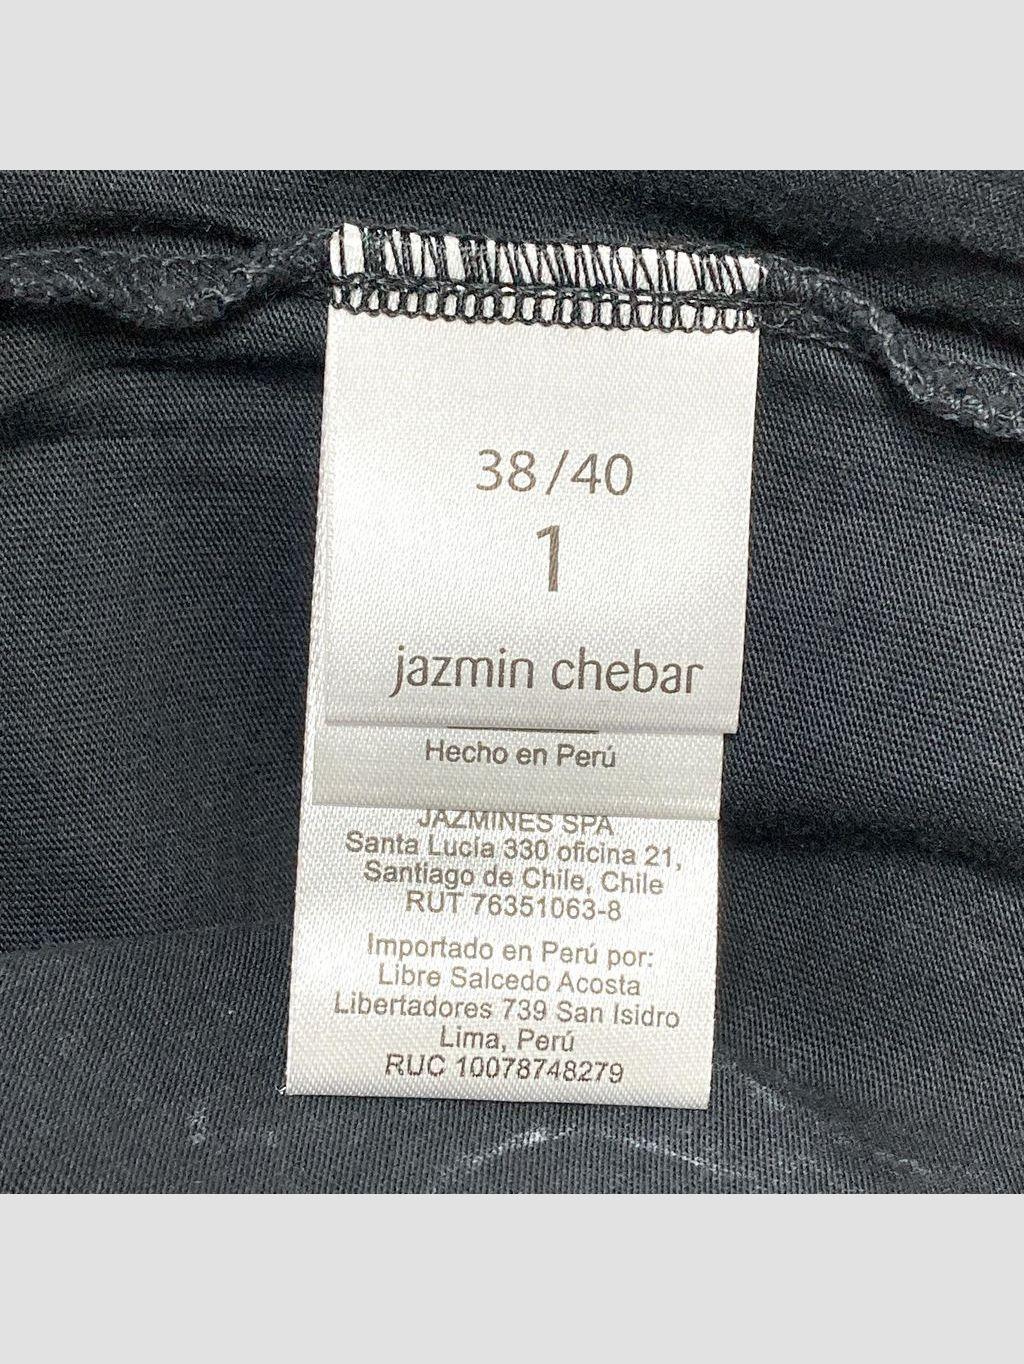 38/40
1
jazmin chebar
Hecho en Perú
JAZMINES SPA
Santa Lucia 330 oficina 21,
Santiago de Chile, Chile
RUT 76351063-8
Importado en Perú por:
Libre Salcedo Acosta
Libertadores 739 San Isidro
Lima, Perú
RUC 10078748279